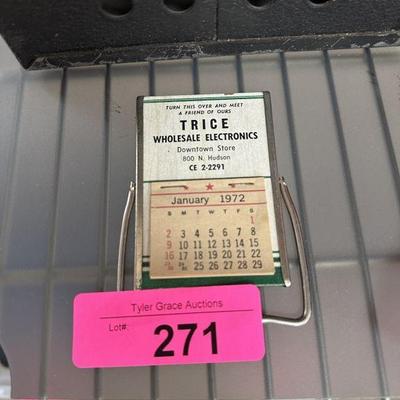 TURN THIS OVER AND MEET
A FRIEND OF OURS
TRICE
WHOLESALE ELECTRONICS
Downtown Store
800 N. Hudson
CE 2-2291
January 1972
S M T W T F S
1
2 3 4 5 6 7 8
9 10 11 12 13 14 15
16 17 18 19 20 21 22
23/30 24/31 25 26 27 28 29
Tyler Grace Auctions
Lot#:
271